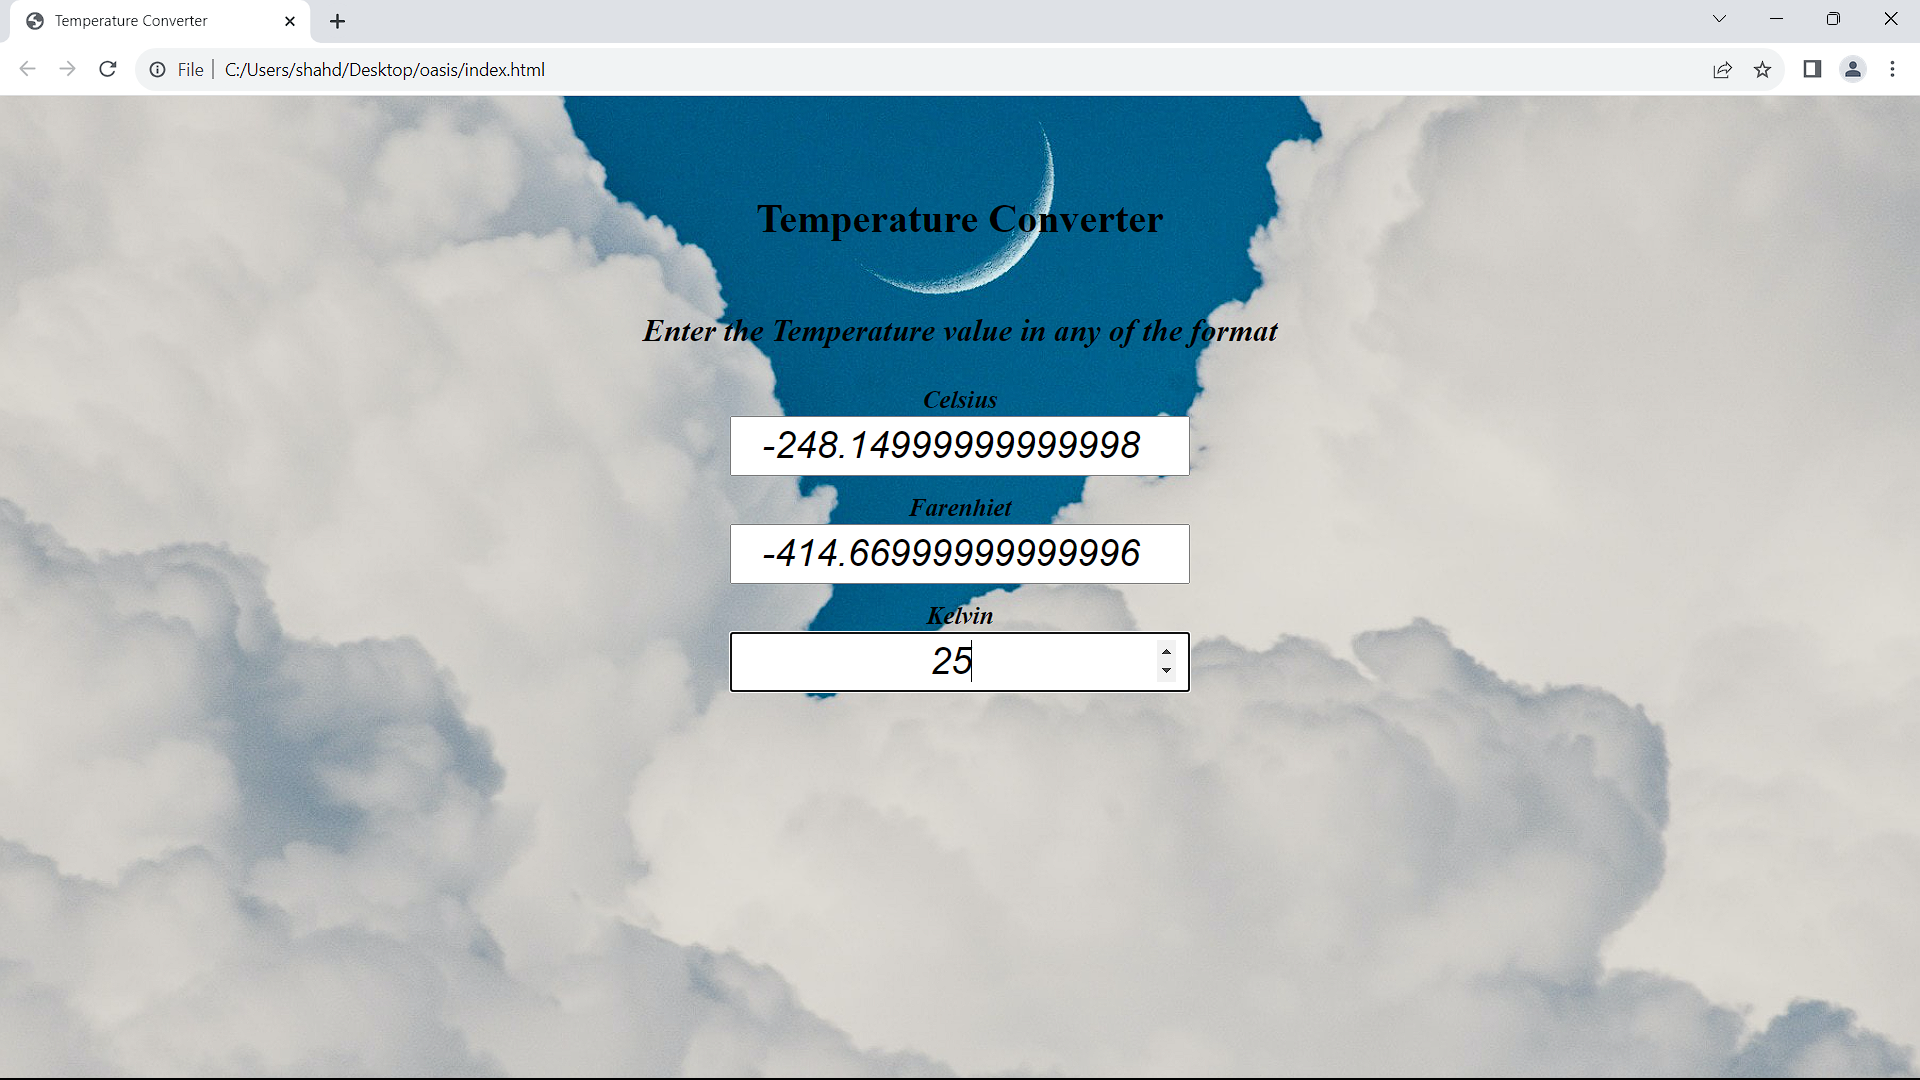 Temperature Converter
File
C:/Users/shahd/Desktop/oasis/index.html
Temperature Converter
Enter the Temperature value in any of the format
Celsius
-248.14999999999998
Farenhiet
-414.66999999999996
Kelvin
25